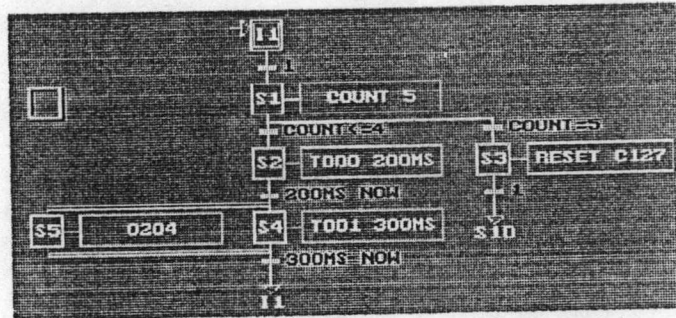 I1
1
S1 COUNT 5
COUNT<=4 COUNT=5
S2 T000 200MS S3 RESET C127
200MS NOW 1
S5 0204 S4 T001 300MS S10
300MS NOW
I1